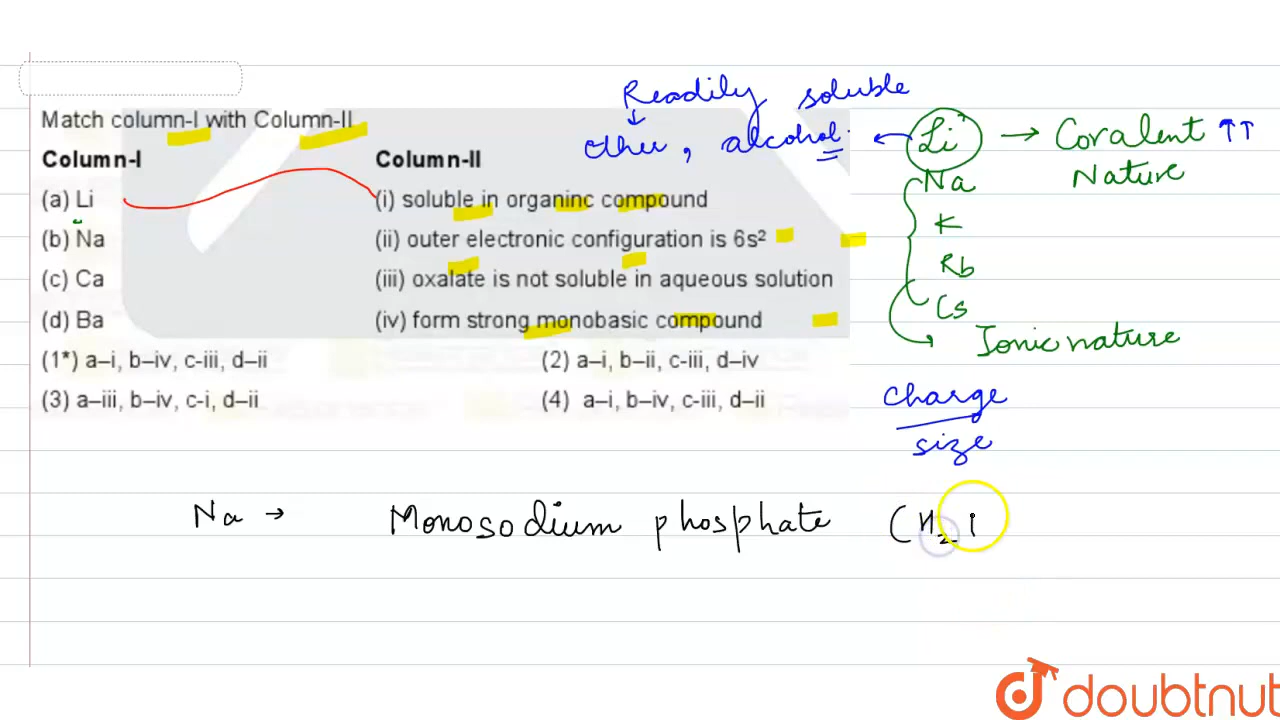 Readily soluble
Match column-I with Column-II
ether, alcohol ← Li → Covalent ↑↑
Nature
Column-I Column-II
(a) Li (i) soluble in organinc compound
Na
(b) Na (ii) outer electronic configuration is 6s²
K
(c) Ca (iii) oxalate is not soluble in aqueous solution
Rb
(d) Ba (iv) form strong monobasic compound
Cs
Ionic nature
(1*) a–i, b–iv, c-iii, d–ii (2) a–i, b–ii, c-iii, d–iv
(3) a–iii, b–iv, c-i, d–ii (4) a–i, b–iv, c-iii, d–ii
charge
size
Na → Monosodium phosphate (H₂
doubtnut